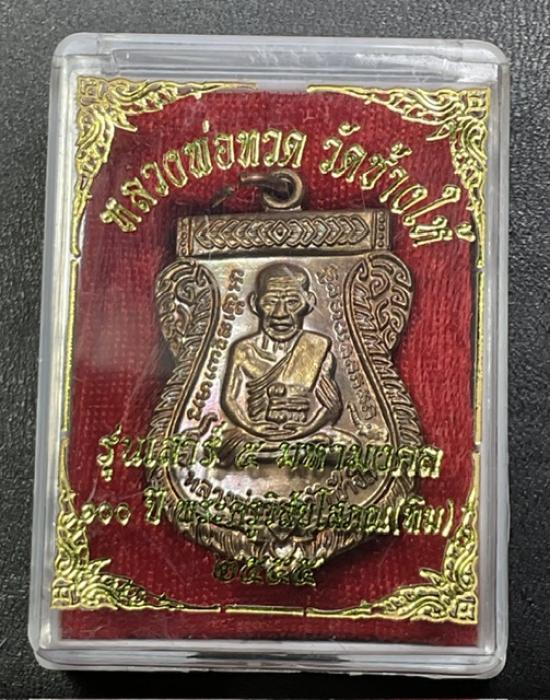 หลวงพ่อทวด วัดช้างให้
รุ่นเสาร์ ๕ มหามงคล
๑๐๐ ปี พระครูวิสัยโสภณ(ทิม)
๒๕๕๕